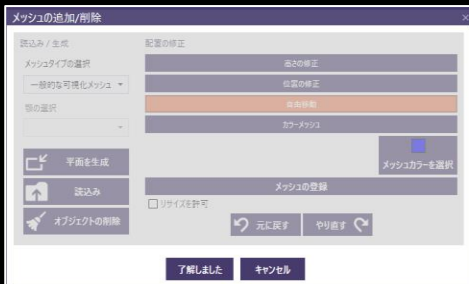 メッシュの追加/削除
読込み / 生成
配置の修正
メッシュタイプの選択
高さの修正
一般的な可視化メッシュ
位置の修正
顎の選択
自由移動
カラーメッシュ
平面を生成
メッシュカラーを選択
読込み
メッシュの登録
リサイズを許可
オブジェクトの削除
元に戻す
やり直す
了解しました
キャンセル